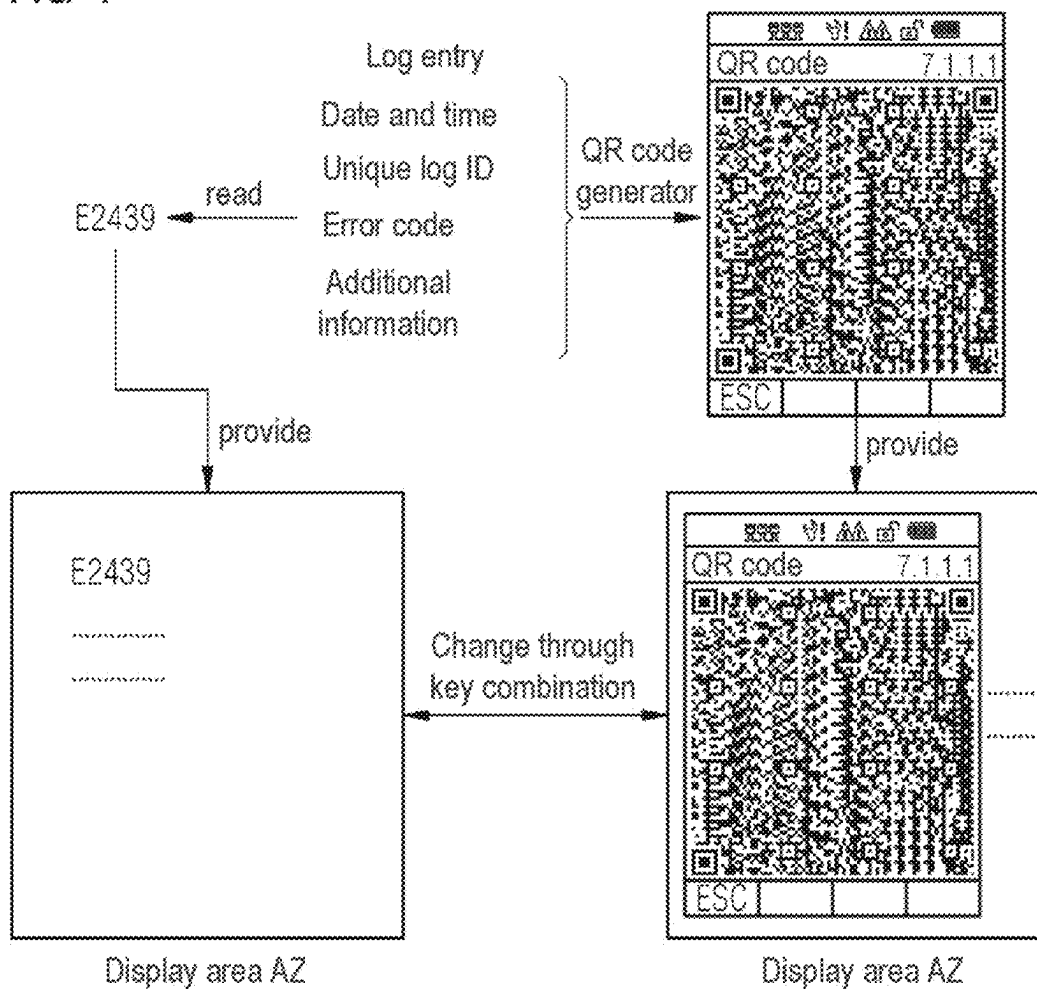 QR code 7.1.1.1
Log entry
Date and time
Unique log ID
Error code
Additional
information
read
E2439
QR code
generator
ESC
provide
provide
E2439
QR code 7.1.1.1
Change through
key combination
ESC
Display area AZ
Display area AZ